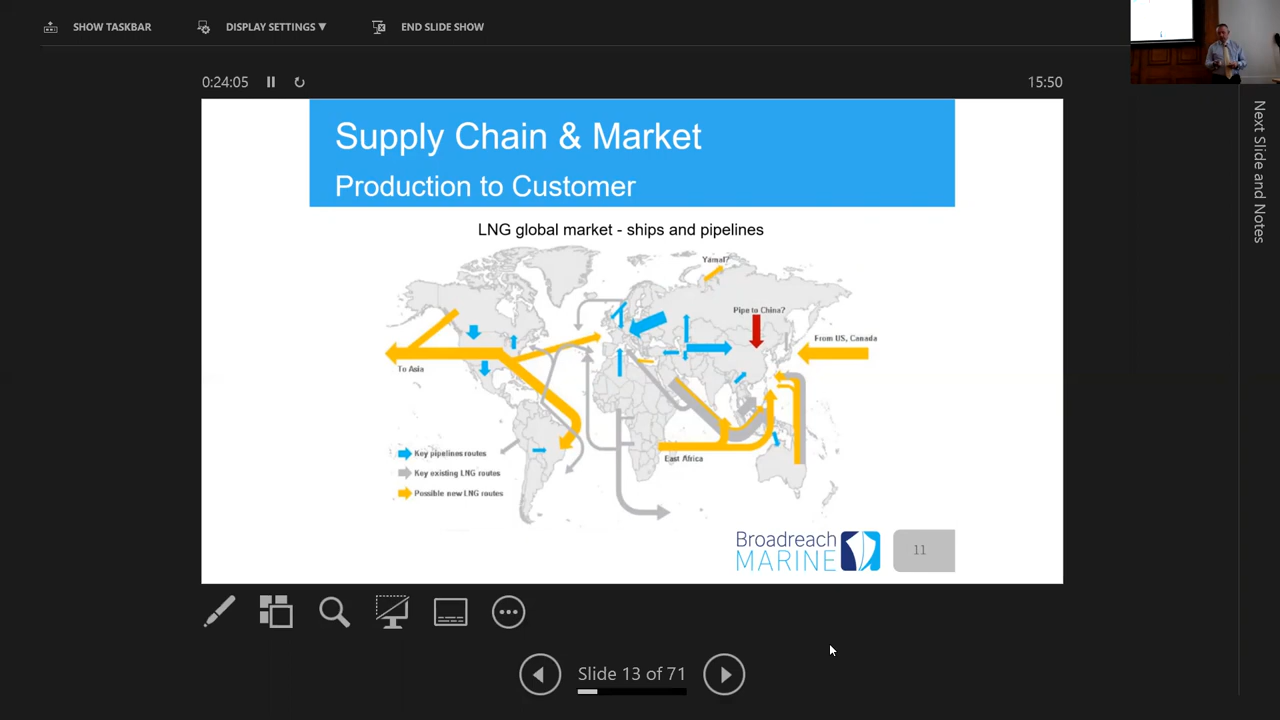 SHOW TASKBAR
DISPLAY SETTINGS ▼
END SLIDE SHOW
0:24:05
15:50
Supply Chain & Market
Production to Customer
LNG global market - ships and pipelines
Yamal?
Pipe to China?
From US, Canada
To Asia
East Africa
Key pipelines routes
Key existing LNG routes
Possible new LNG routes
Broadreach
MARINE
11
Slide 13 of 71
Next Slide and Notes